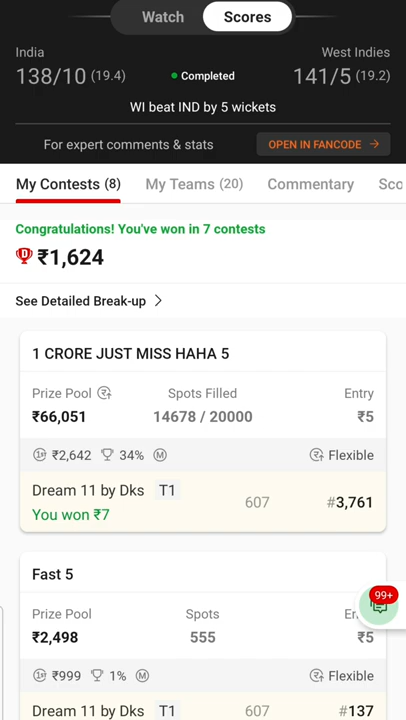 Watch Scores
India West Indies
138/10 (19.4) Completed 141/5 (19.2)
WI beat IND by 5 wickets
For expert comments & stats OPEN IN FANCODE →
My Contests (8) My Teams (20) Commentary Sco
Congratulations! You've won in 7 contests
D ₹1,624
See Detailed Break-up >
1 CRORE JUST MISS HAHA 5
Prize Pool Spots Filled Entry
₹66,051 14678 / 20000 ₹5
1st ₹2,642 34% M Flexible
Dream 11 by Dks T1 607 #3,761
You won ₹7
Fast 5
99+
Prize Pool Spots En
₹2,498 555 ₹5
1st ₹999 1% M Flexible
Dream 11 by Dks T1 607 #137